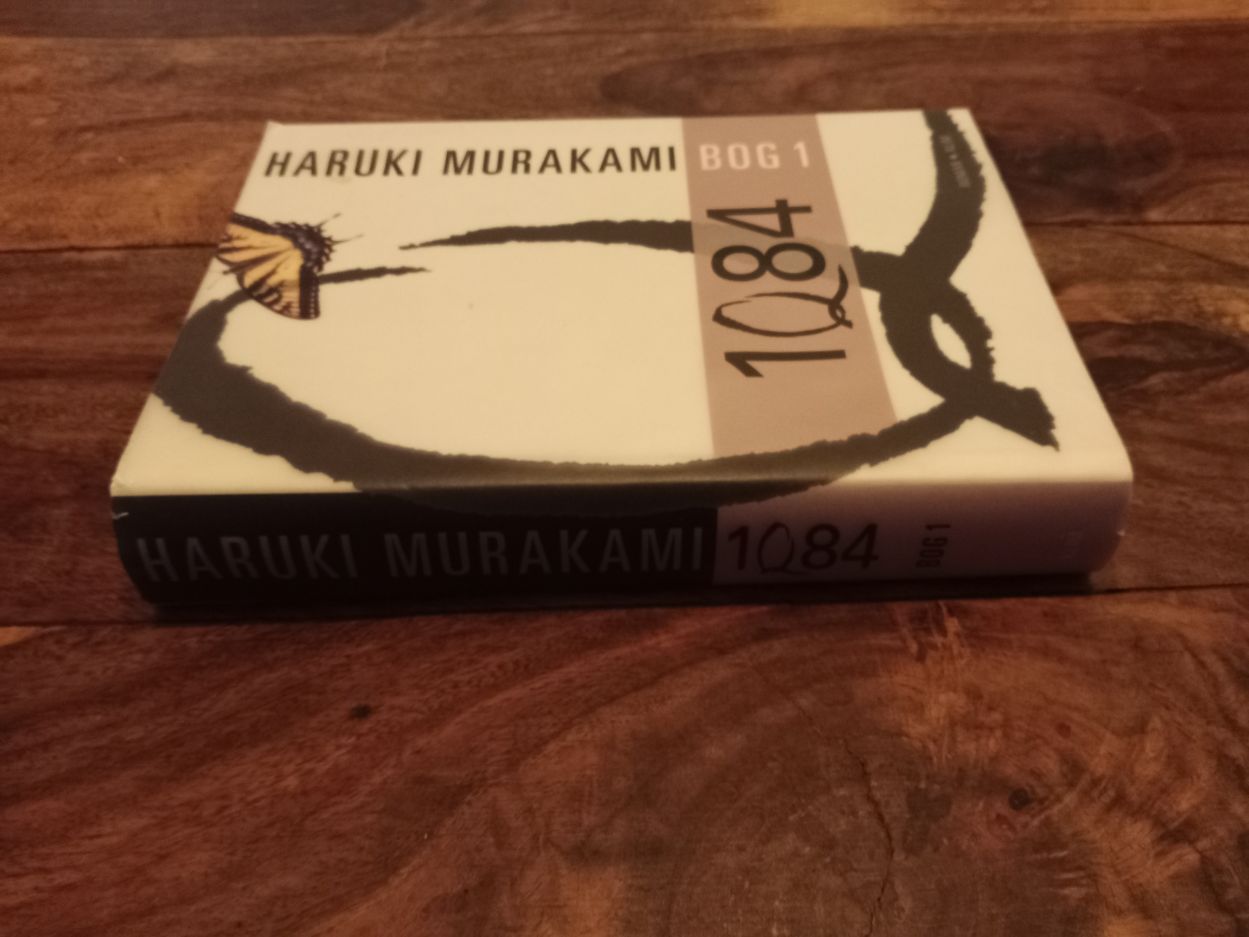 HARUKI MURAKAMI BOG 1
1Q84
HARUKI MURAKAMI 1Q84 BOG 1